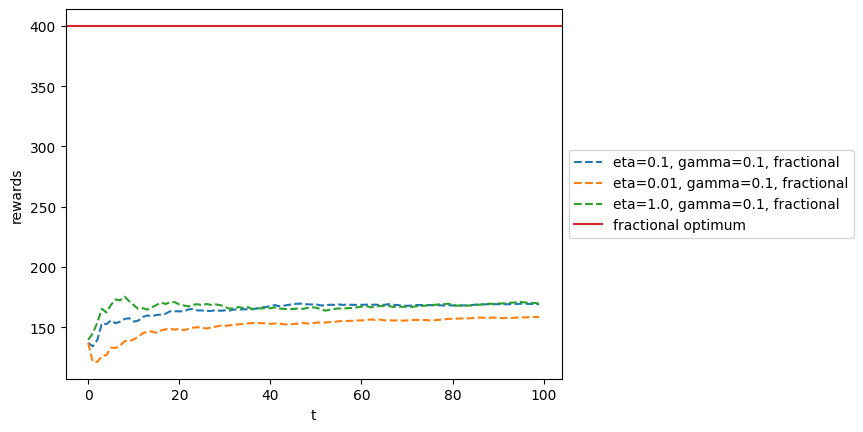 400
350
300
250
200
150
rewards
0
20
40
60
80
100
t
eta=0.1, gamma=0.1, fractional
eta=0.01, gamma=0.1, fractional
eta=1.0, gamma=0.1, fractional
fractional optimum